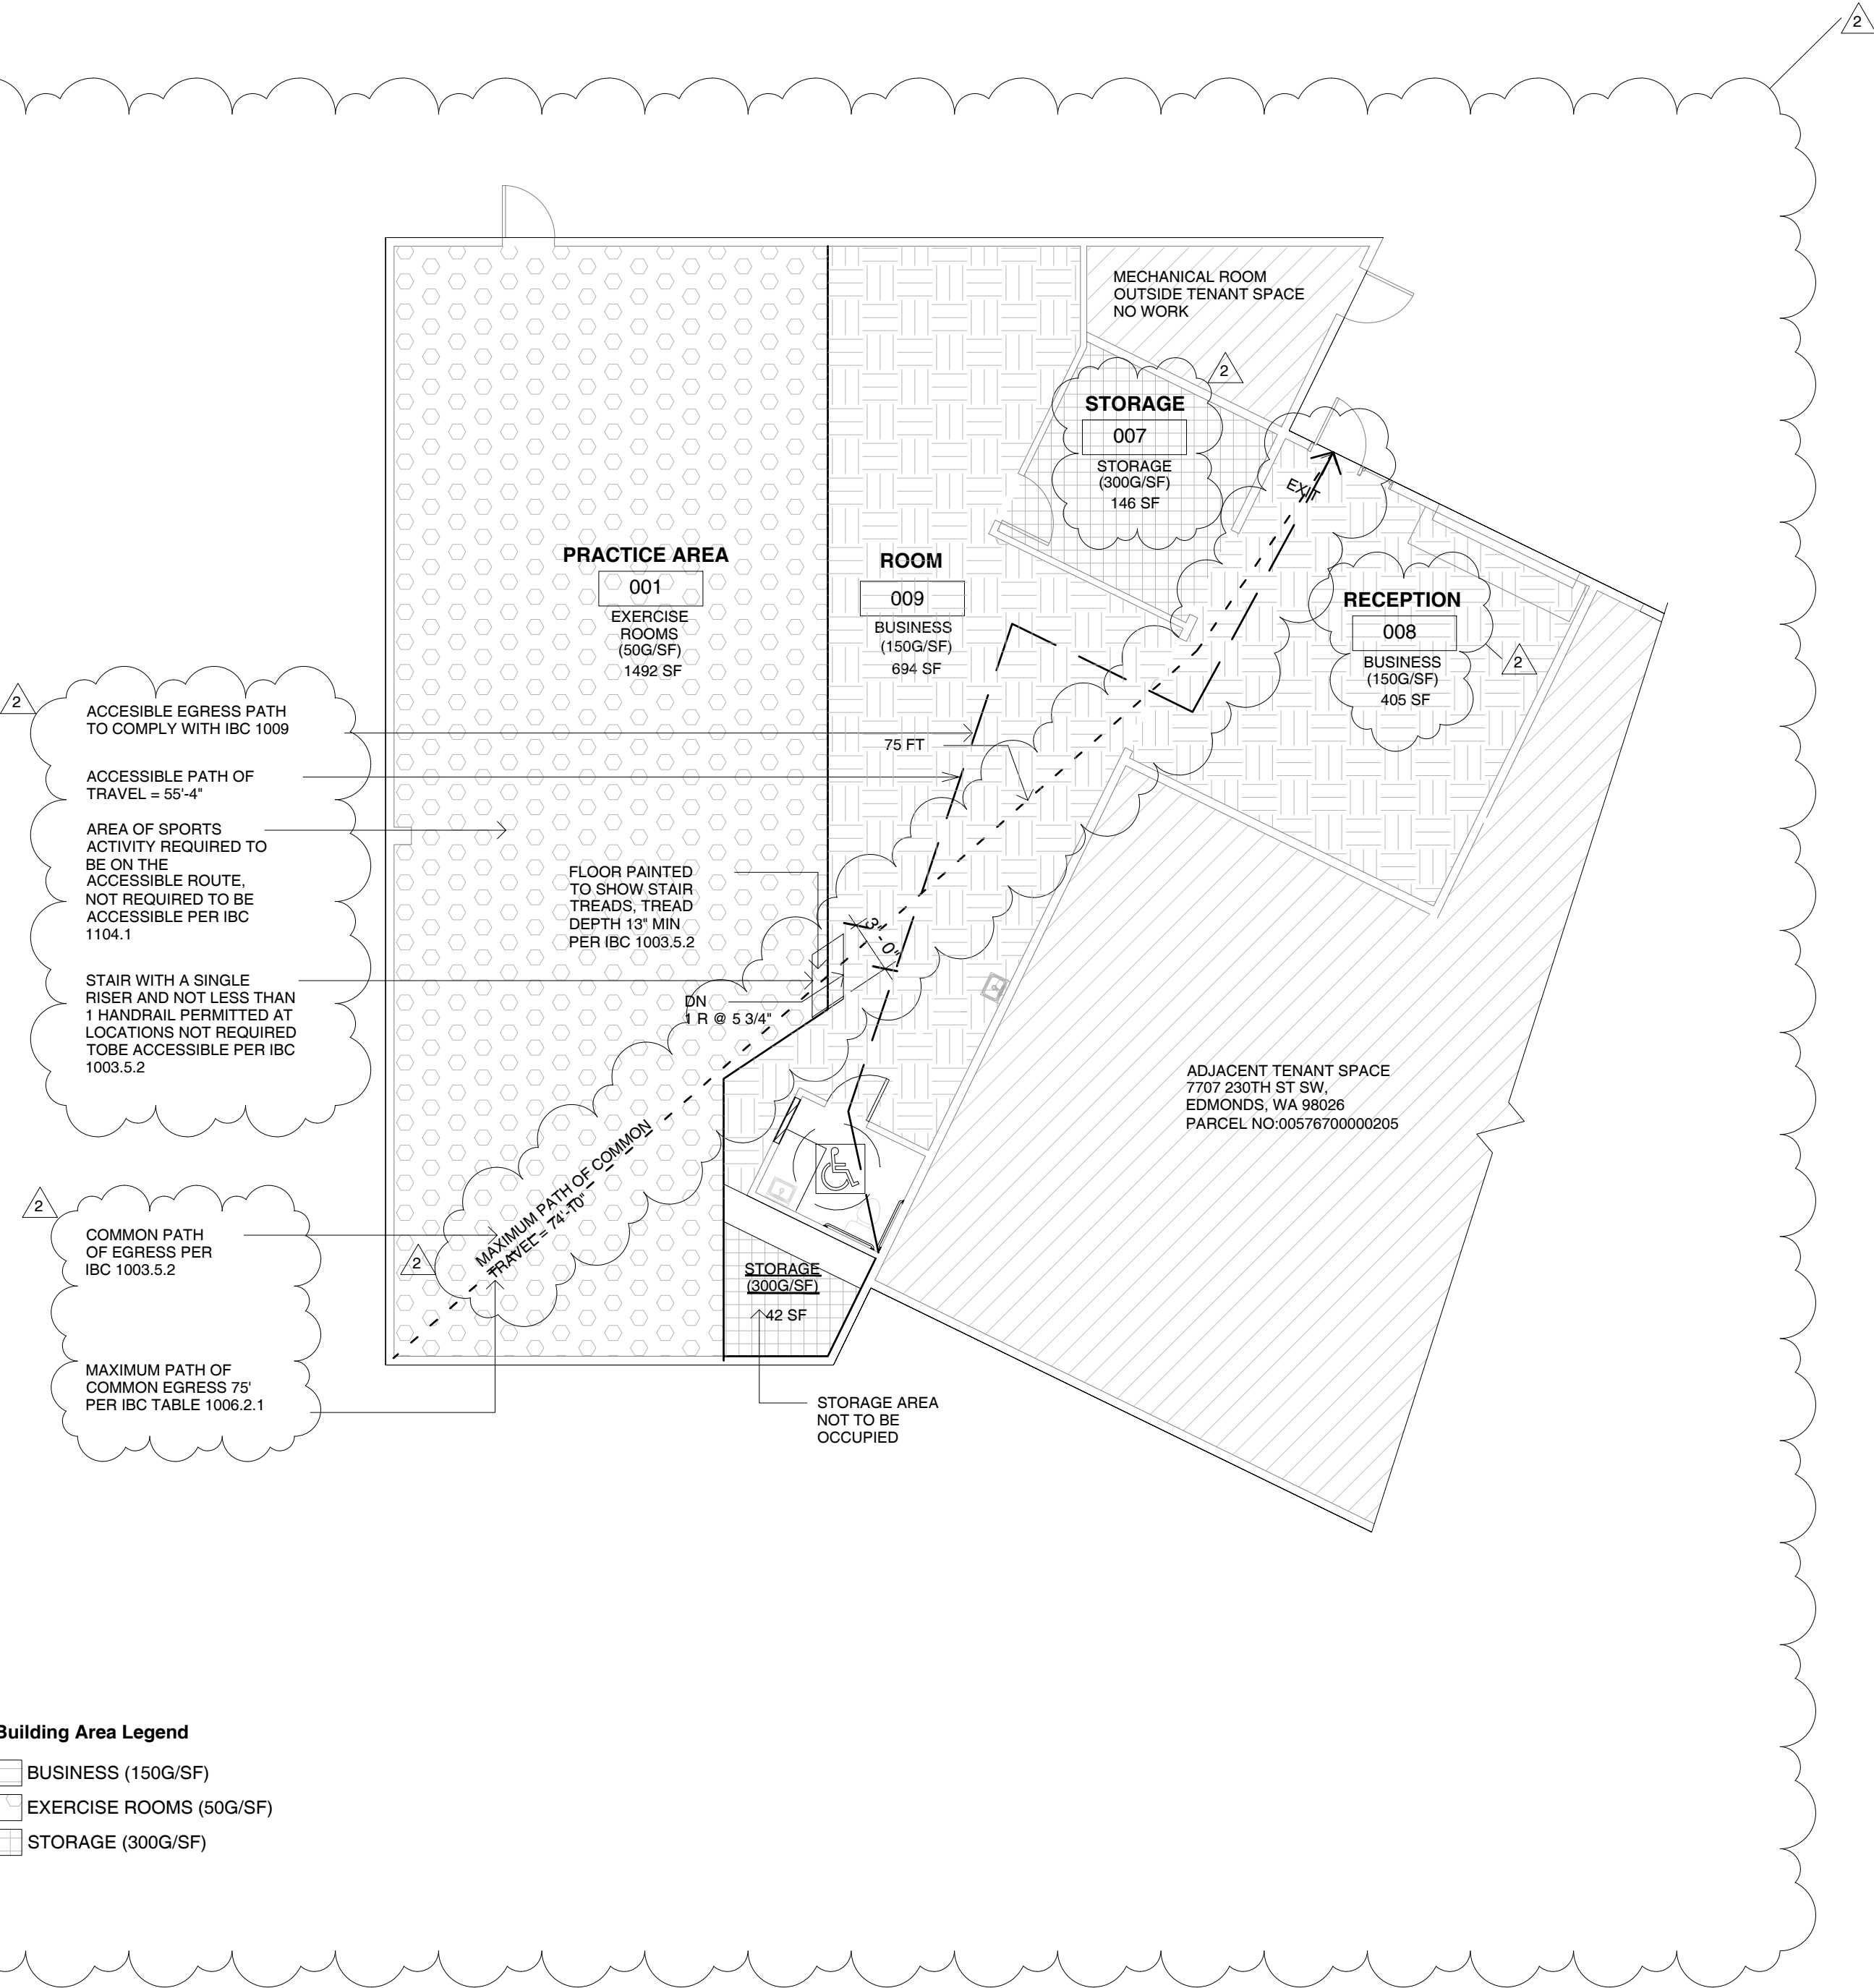 2
MECHANICAL ROOM
OUTSIDE TENANT SPACE
NO WORK
2
STORAGE
007
STORAGE
(300G/SF)
146 SF
EXIT
PRACTICE AREA
001
EXERCISE
ROOMS
(50G/SF)
1492 SF
ROOM
009
BUSINESS
(150G/SF)
694 SF
RECEPTION
008
BUSINESS
(150G/SF)
405 SF
2
2
ACCESIBLE EGRESS PATH
TO COMPLY WITH IBC 1009
ACCESSIBLE PATH OF
TRAVEL = 55'-4"
AREA OF SPORTS
ACTIVITY REQUIRED TO
BE ON THE
ACCESSIBLE ROUTE,
NOT REQUIRED TO BE
ACCESSIBLE PER IBC
1104.1
STAIR WITH A SINGLE
RISER AND NOT LESS THAN
1 HANDRAIL PERMITTED AT
LOCATIONS NOT REQUIRED
TOBE ACCESSIBLE PER IBC
1003.5.2
75 FT
FLOOR PAINTED
TO SHOW STAIR
TREADS, TREAD
DEPTH 13" MIN
PER IBC 1003.5.2
3' - 0"
DN
1 R @ 5 3/4"
ADJACENT TENANT SPACE
7707 230TH ST SW,
EDMONDS, WA 98026
PARCEL NO:00576700000205
MAXIMUM PATH OF COMMON
TRAVEL = 74'-10"
2
2
COMMON PATH
OF EGRESS PER
IBC 1003.5.2
MAXIMUM PATH OF
COMMON EGRESS 75'
PER IBC TABLE 1006.2.1
STORAGE
(300G/SF)
42 SF
STORAGE AREA
NOT TO BE
OCCUPIED
Building Area Legend
BUSINESS (150G/SF)
EXERCISE ROOMS (50G/SF)
STORAGE (300G/SF)